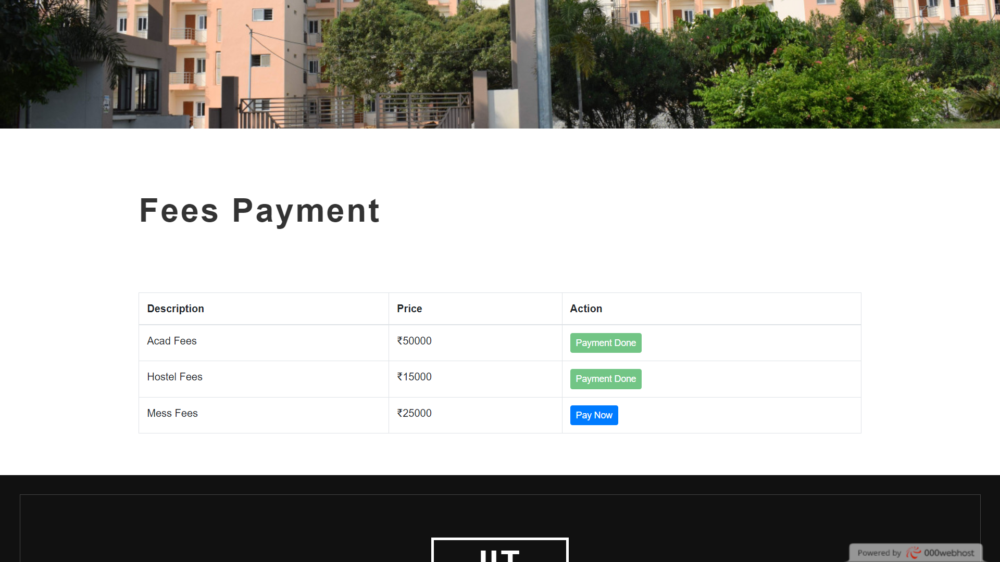 Fees Payment
Description Price Action
Acad Fees ₹50000 Payment Done
Hostel Fees ₹15000 Payment Done
Mess Fees ₹25000 Pay Now
IIT
Powered by 000webhost